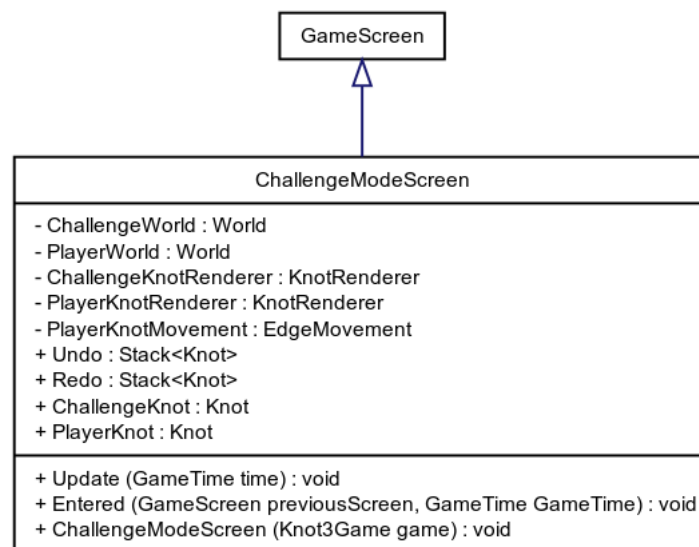 GameScreen
ChallengeModeScreen
- ChallengeWorld : World
- PlayerWorld : World
- ChallengeKnotRenderer : KnotRenderer
- PlayerKnotRenderer : KnotRenderer
- PlayerKnotMovement : EdgeMovement
+ Undo : Stack<Knot>
+ Redo : Stack<Knot>
+ ChallengeKnot : Knot
+ PlayerKnot : Knot
+ Update (GameTime time) : void
+ Entered (GameScreen previousScreen, GameTime GameTime) : void
+ ChallengeModeScreen (Knot3Game game) : void